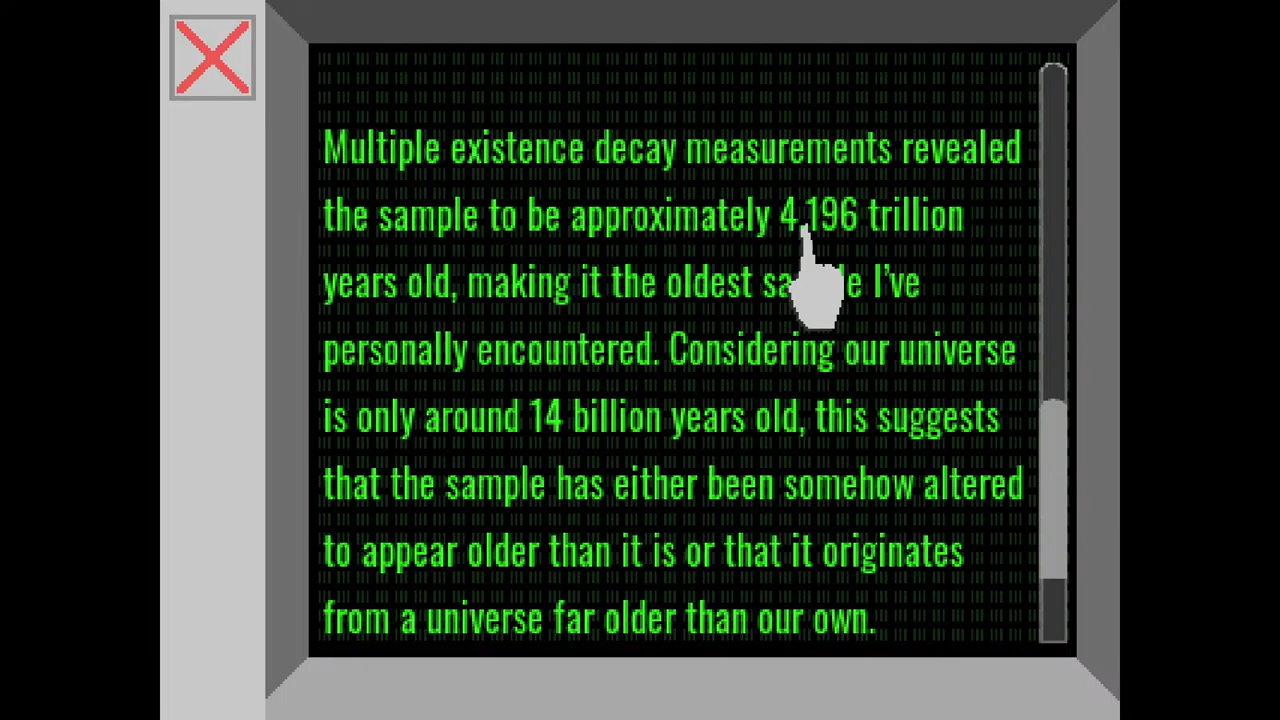 Multiple existence decay measurements revealed
the sample to be approximately 4,196 trillion
years old, making it the oldest sample I've
personally encountered. Considering our universe
is only around 14 billion years old, this suggests
that the sample has either been somehow altered
to appear older than it is or that it originates
from a universe far older than our own.